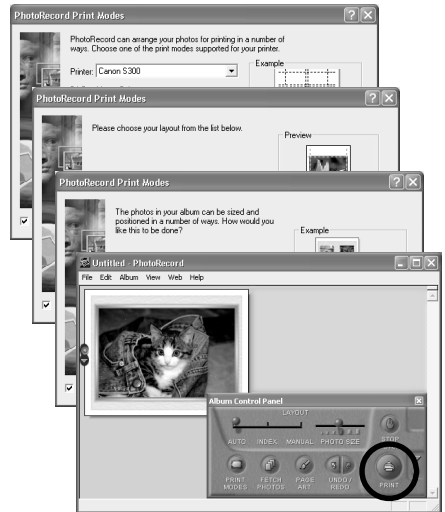 PhotoRecord Print Modes
PhotoRecord can arrange your photos for printing in a number of
ways. Choose one of the print modes supported for your printer.
Printer: Canon S300
Example
PhotoRecord Print Modes
Please choose your layout from the list below.
Preview
PhotoRecord Print Modes
The photos in your album can be sized and
positioned in a number of ways. How would you
like this to be done?
Example
Untitled - PhotoRecord
File Edit Album View Web Help
Album Control Panel
LAYOUT
AUTO INDEX MANUAL PHOTO SIZE STOP
PRINT MODES FETCH PHOTOS PAGE ART UNDO / REDO PRINT